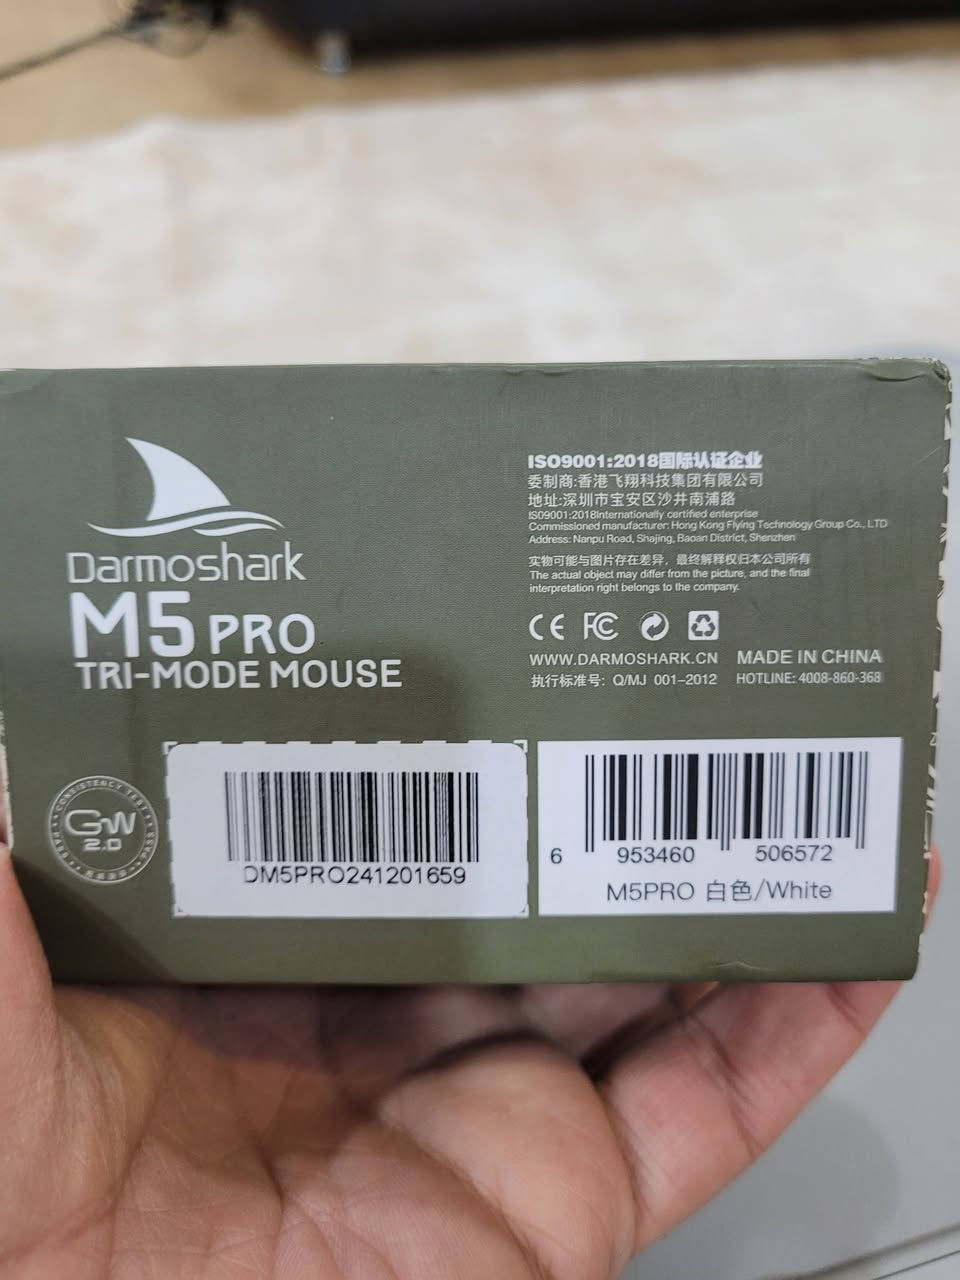 Darmoshark
M5 PRO
TRI-MODE MOUSE
ISO9001:2018国际认证企业
委制商:香港飞翔科技集团有限公司
地址:深圳市宝安区沙井南浦路
ISO9001:2018Internationally certified enterprise
Commissioned manufacturer: Hong Kong Flying Technology Group Co., LTD
Address: Nanpu Road, Shajing, Baoan District, Shenzhen
实物可能与图片存在差异，最终解释权归本公司所有
The actual object may differ from the picture, and the final
interpretation right belongs to the company.
CE FC
WWW.DARMOSHARK.CN MADE IN CHINA
执行标准号: Q/MJ 001-2012 HOTLINE: 4008-860-368
CONSISTENCY TEST
PASS
GW
2.0
PASS
DM5PRO241201659
6 953460 506572
M5PRO 白色/White